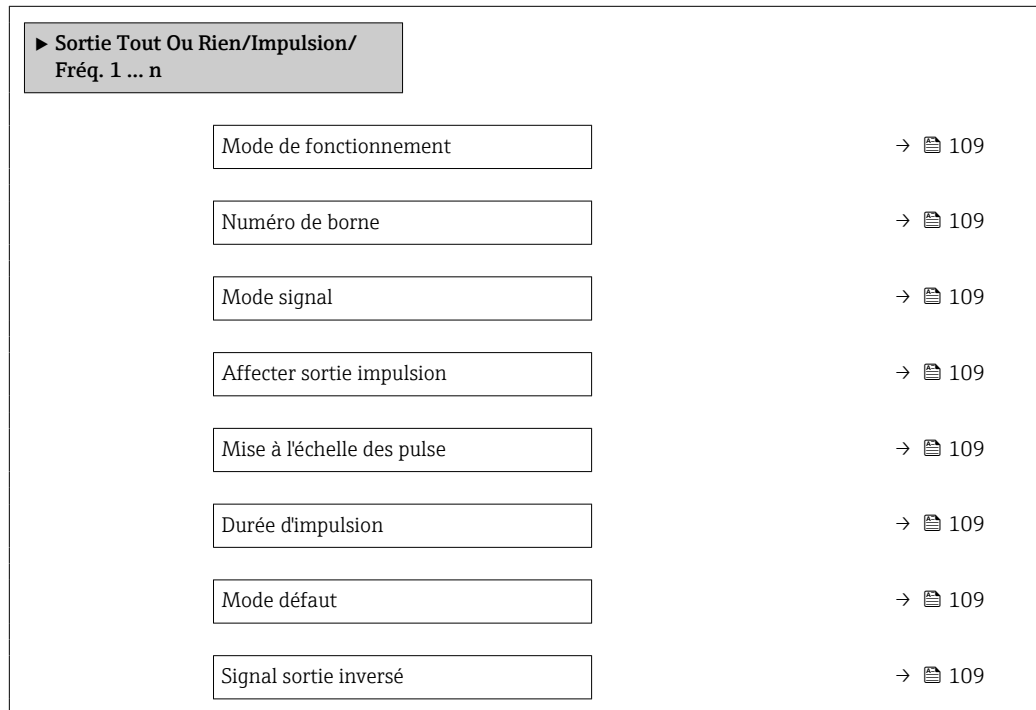 ► Sortie Tout Ou Rien/Impulsion/
Fréq. 1 ... n
Mode de fonctionnement → 109
Numéro de borne → 109
Mode signal → 109
Affecter sortie impulsion → 109
Mise à l'échelle des pulse → 109
Durée d'impulsion → 109
Mode défaut → 109
Signal sortie inversé → 109